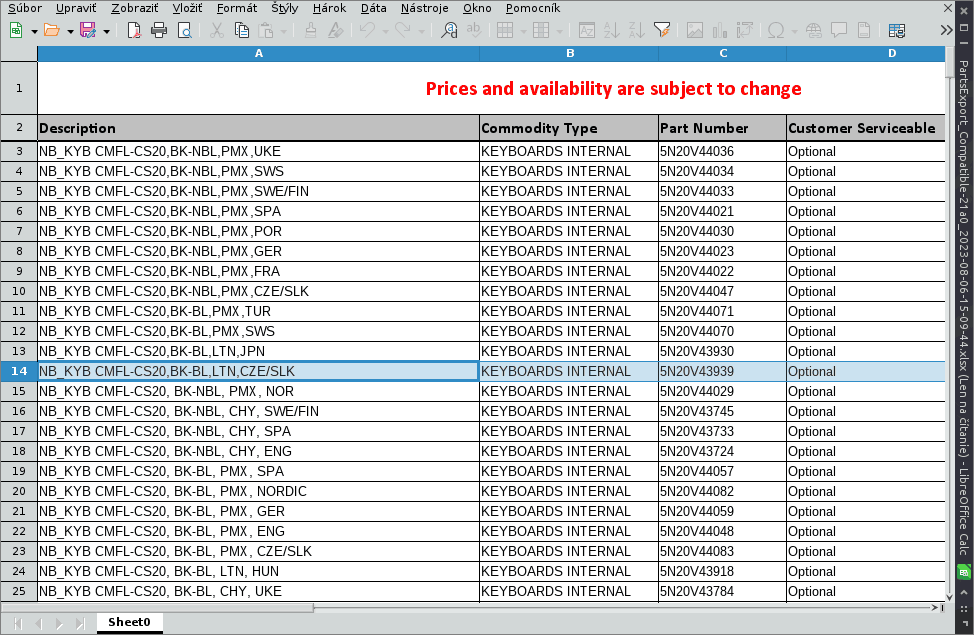 Súbor Upraviť Zobraziť Vložiť Formát Štýly Hárok Dáta Nástroje Okno Pomocník
A B C D
1 Prices and availability are subject to change
2 Description Commodity Type Part Number Customer Serviceable
3 NB_KYB CMFL-CS20,BK-NBL,PMX,UKE KEYBOARDS INTERNAL 5N20V44036 Optional
4 NB_KYB CMFL-CS20,BK-NBL,PMX,SWS KEYBOARDS INTERNAL 5N20V44034 Optional
5 NB_KYB CMFL-CS20,BK-NBL,PMX,SWE/FIN KEYBOARDS INTERNAL 5N20V44033 Optional
6 NB_KYB CMFL-CS20,BK-NBL,PMX,SPA KEYBOARDS INTERNAL 5N20V44021 Optional
7 NB_KYB CMFL-CS20,BK-NBL,PMX,POR KEYBOARDS INTERNAL 5N20V44030 Optional
8 NB_KYB CMFL-CS20,BK-NBL,PMX,GER KEYBOARDS INTERNAL 5N20V44023 Optional
9 NB_KYB CMFL-CS20,BK-NBL,PMX,FRA KEYBOARDS INTERNAL 5N20V44022 Optional
10 NB_KYB CMFL-CS20,BK-NBL,PMX,CZE/SLK KEYBOARDS INTERNAL 5N20V44047 Optional
11 NB_KYB CMFL-CS20,BK-BL,PMX,TUR KEYBOARDS INTERNAL 5N20V44071 Optional
12 NB_KYB CMFL-CS20,BK-BL,PMX,SWS KEYBOARDS INTERNAL 5N20V44070 Optional
13 NB_KYB CMFL-CS20,BK-BL,LTN,JPN KEYBOARDS INTERNAL 5N20V43930 Optional
14 NB_KYB CMFL-CS20,BK-BL,LTN,CZE/SLK KEYBOARDS INTERNAL 5N20V43939 Optional
15 NB_KYB CMFL-CS20, BK-NBL, PMX, NOR KEYBOARDS INTERNAL 5N20V44029 Optional
16 NB_KYB CMFL-CS20, BK-NBL, CHY, SWE/FIN KEYBOARDS INTERNAL 5N20V43745 Optional
17 NB_KYB CMFL-CS20, BK-NBL, CHY, SPA KEYBOARDS INTERNAL 5N20V43733 Optional
18 NB_KYB CMFL-CS20, BK-NBL, CHY, ENG KEYBOARDS INTERNAL 5N20V43724 Optional
19 NB_KYB CMFL-CS20, BK-BL, PMX, SPA KEYBOARDS INTERNAL 5N20V44057 Optional
20 NB_KYB CMFL-CS20, BK-BL, PMX, NORDIC KEYBOARDS INTERNAL 5N20V44082 Optional
21 NB_KYB CMFL-CS20, BK-BL, PMX, GER KEYBOARDS INTERNAL 5N20V44059 Optional
22 NB_KYB CMFL-CS20, BK-BL, PMX, ENG KEYBOARDS INTERNAL 5N20V44048 Optional
23 NB_KYB CMFL-CS20, BK-BL, PMX, CZE/SLK KEYBOARDS INTERNAL 5N20V44083 Optional
24 NB_KYB CMFL-CS20, BK-BL, LTN, HUN KEYBOARDS INTERNAL 5N20V43918 Optional
25 NB_KYB CMFL-CS20, BK-BL, CHY, UKE KEYBOARDS INTERNAL 5N20V43784 Optional
Sheet0
PartsExport_Compatible-21a0_2023-08-06-15-09-44.xlsx (Len na čítanie) - LibreOffice Calc